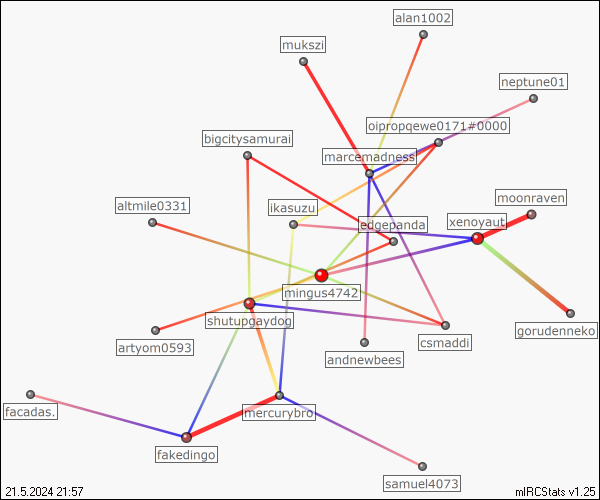 alan1002
mukszi
neptune01
oipropqewe0171#0000
bigcitysamurai
marcemadness
moonraven
altmile0331
ikasuzu
edgepanda
xenoyaut
mingus4742
shutupgaydog
gorudenneko
csmaddi
artyom0593
andnewbees
facadas.
mercurybro
fakedingo
samuel4073
21.5.2024 21:57
mIRCStats v1.25